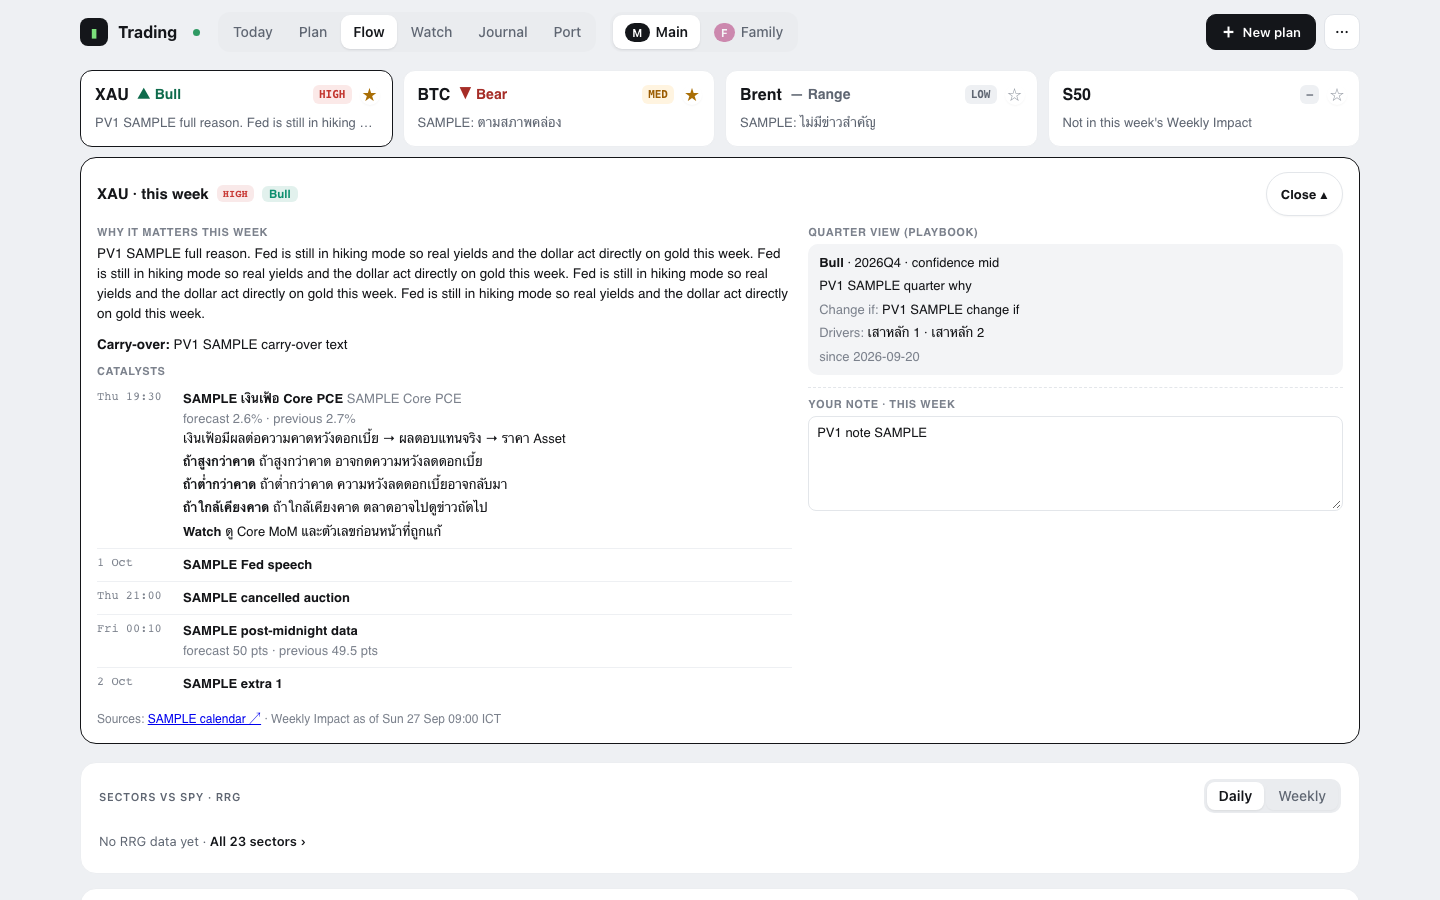 Trading
Today Plan Flow Watch Journal Port
M Main F Family
+ New plan ...
XAU ▲ Bull HIGH ★
PV1 SAMPLE full reason. Fed is still in hiking …
BTC ▼ Bear MED ★
SAMPLE: ตามสภาพคล่อง
Brent — Range LOW ☆
SAMPLE: ไม่มีข่าวสำคัญ
S50 – ☆
Not in this week's Weekly Impact
XAU · this week HIGH Bull
Close ▴
WHY IT MATTERS THIS WEEK
PV1 SAMPLE full reason. Fed is still in hiking mode so real yields and the dollar act directly on gold this week. Fed
is still in hiking mode so real yields and the dollar act directly on gold this week. Fed is still in hiking mode so real
yields and the dollar act directly on gold this week. Fed is still in hiking mode so real yields and the dollar act directly
on gold this week.
Carry-over: PV1 SAMPLE carry-over text
CATALYSTS
Thu 19:30 SAMPLE เงินเฟ้อ Core PCE SAMPLE Core PCE
forecast 2.6% · previous 2.7%
เงินเฟ้อมีผลต่อความคาดหวังดอกเบี้ย → ผลตอบแทนจริง → ราคา Asset
ถ้าสูงกว่าคาด ถ้าสูงกว่าคาด อาจกดความหวังลดดอกเบี้ย
ถ้าต่ำกว่าคาด ถ้าต่ำกว่าคาด ความหวังลดดอกเบี้ยอาจกลับมา
ถ้าใกล้เคียงคาด ถ้าใกล้เคียงคาด ตลาดอาจไปดูข่าวถัดไป
Watch ดู Core MoM และตัวเลขก่อนหน้าที่ถูกแก้
1 Oct SAMPLE Fed speech
Thu 21:00 SAMPLE cancelled auction
Fri 00:10 SAMPLE post-midnight data
forecast 50 pts · previous 49.5 pts
2 Oct SAMPLE extra 1
Sources: SAMPLE calendar ↗ · Weekly Impact as of Sun 27 Sep 09:00 ICT
QUARTER VIEW (PLAYBOOK)
Bull · 2026Q4 · confidence mid
PV1 SAMPLE quarter why
Change if: PV1 SAMPLE change if
Drivers: เสาหลัก 1 · เสาหลัก 2
since 2026-09-20
YOUR NOTE · THIS WEEK
PV1 note SAMPLE
SECTORS VS SPY · RRG
Daily Weekly
No RRG data yet · All 23 sectors ›